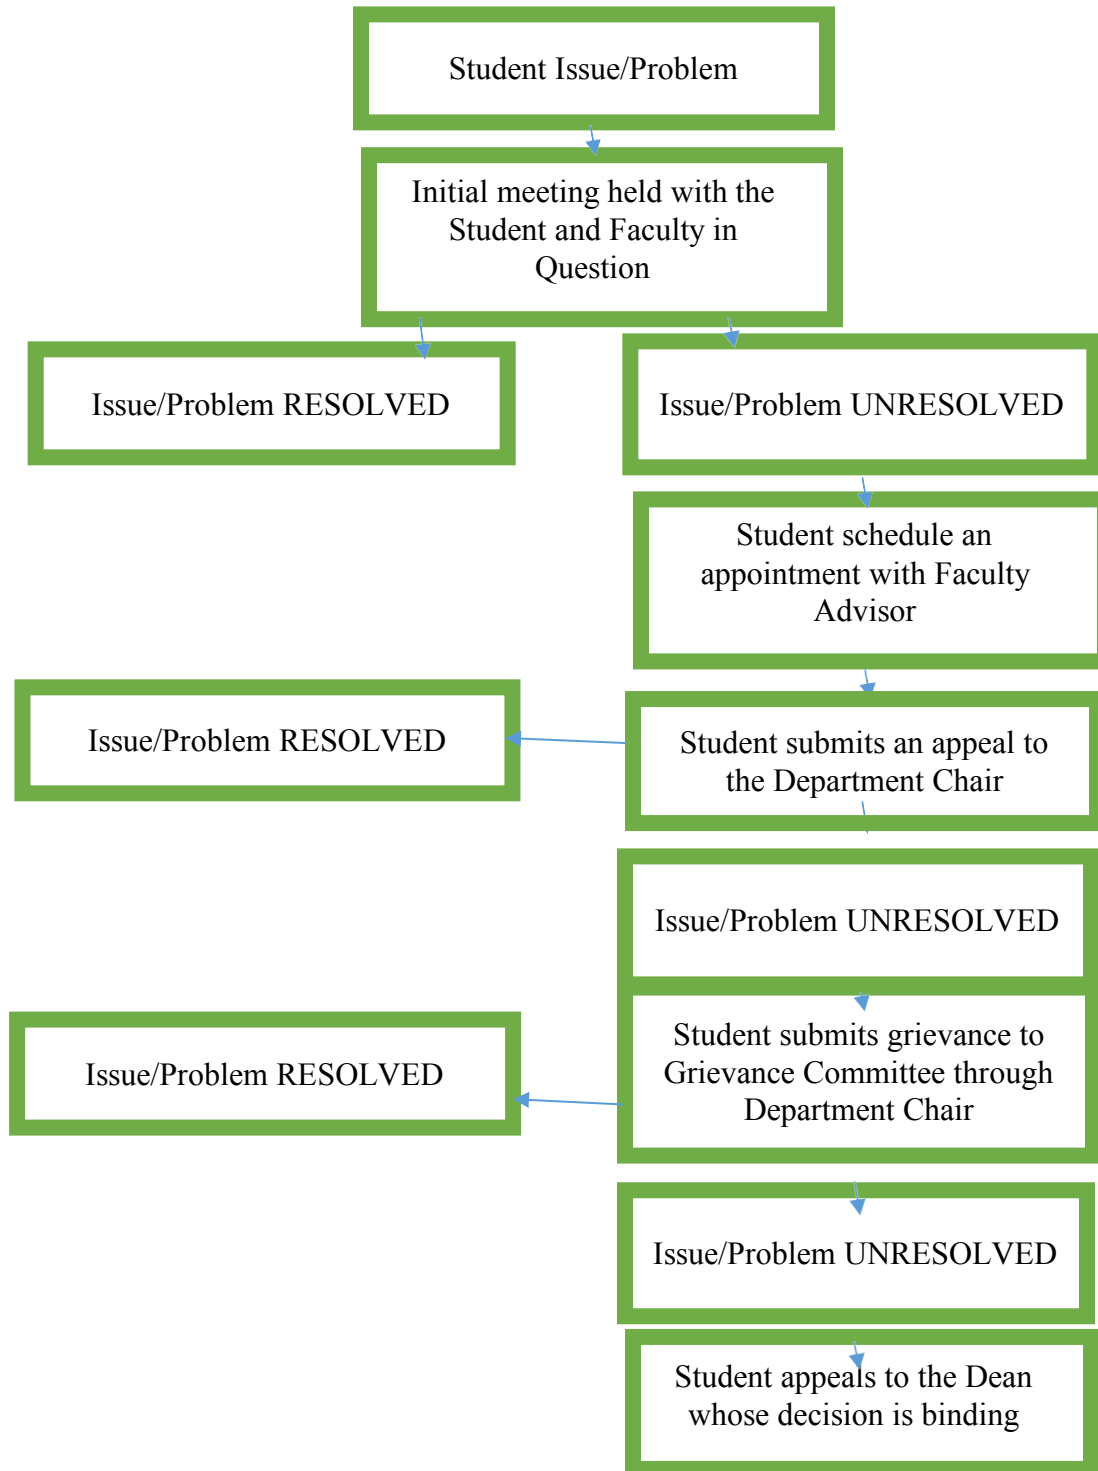 Student Issue/Problem
Initial meeting held with the
Student and Faculty in
Question
Issue/Problem RESOLVED
Issue/Problem UNRESOLVED
Student schedule an
appointment with Faculty
Advisor
Issue/Problem RESOLVED
Student submits an appeal to
the Department Chair
Issue/Problem UNRESOLVED
Student submits grievance to
Grievance Committee through
Department Chair
Issue/Problem RESOLVED
Issue/Problem UNRESOLVED
Student appeals to the Dean
whose decision is binding